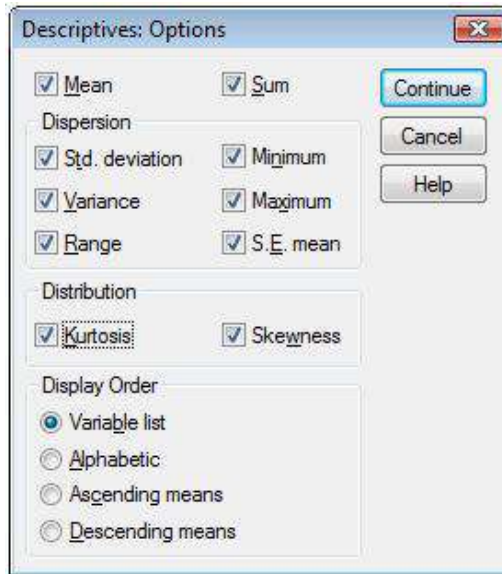 Descriptives: Options
Mean Sum
Continue
Dispersion
Cancel
Std. deviation Minimum
Help
Variance Maximum
Range S.E. mean
Distribution
Kurtosis Skewness
Display Order
Variable list
Alphabetic
Ascending means
Descending means